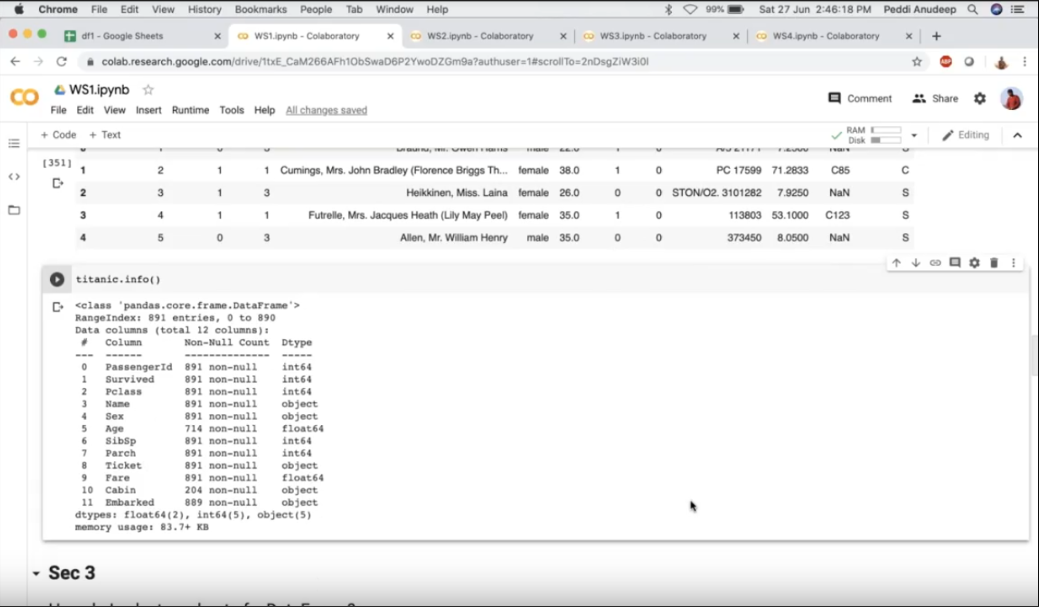 Chrome File Edit View History Bookmarks People Tab Window Help 99% Sat 27 Jun 2:46:18 PM Peddi Anudeep
df1 - Google Sheets × WS1.ipynb - Colaboratory × WS2.ipynb - Colaboratory × WS3.ipynb - Colaboratory × WS4.ipynb - Colaboratory × +
colab.research.google.com/drive/1txE_CaM266AFh1ObSwaD6P2YwoDZGm9a?authuser=1#scrollTo=2nDsgZiW3i0l
WS1.ipynb
Comment Share
File Edit View Insert Runtime Tools Help All changes saved
+ Code + Text RAM Disk Editing
[351]
1 2 1 1 Cumings, Mrs. John Bradley (Florence Briggs Th... female 38.0 1 0 PC 17599 71.2833 C85 C
2 3 1 3 Heikkinen, Miss. Laina female 26.0 0 0 STON/O2. 3101282 7.9250 NaN S
3 4 1 1 Futrelle, Mrs. Jacques Heath (Lily May Peel) female 35.0 1 0 113803 53.1000 C123 S
4 5 0 3 Allen, Mr. William Henry male 35.0 0 0 373450 8.0500 NaN S
titanic.info()
<class 'pandas.core.frame.DataFrame'>
RangeIndex: 891 entries, 0 to 890
Data columns (total 12 columns):
# Column Non-Null Count Dtype
--- ------ -------------- -----
0 PassengerId 891 non-null int64
1 Survived 891 non-null int64
2 Pclass 891 non-null int64
3 Name 891 non-null object
4 Sex 891 non-null object
5 Age 714 non-null float64
6 SibSp 891 non-null int64
7 Parch 891 non-null int64
8 Ticket 891 non-null object
9 Fare 891 non-null float64
10 Cabin 204 non-null object
11 Embarked 889 non-null object
dtypes: float64(2), int64(5), object(5)
memory usage: 83.7+ KB
Sec 3